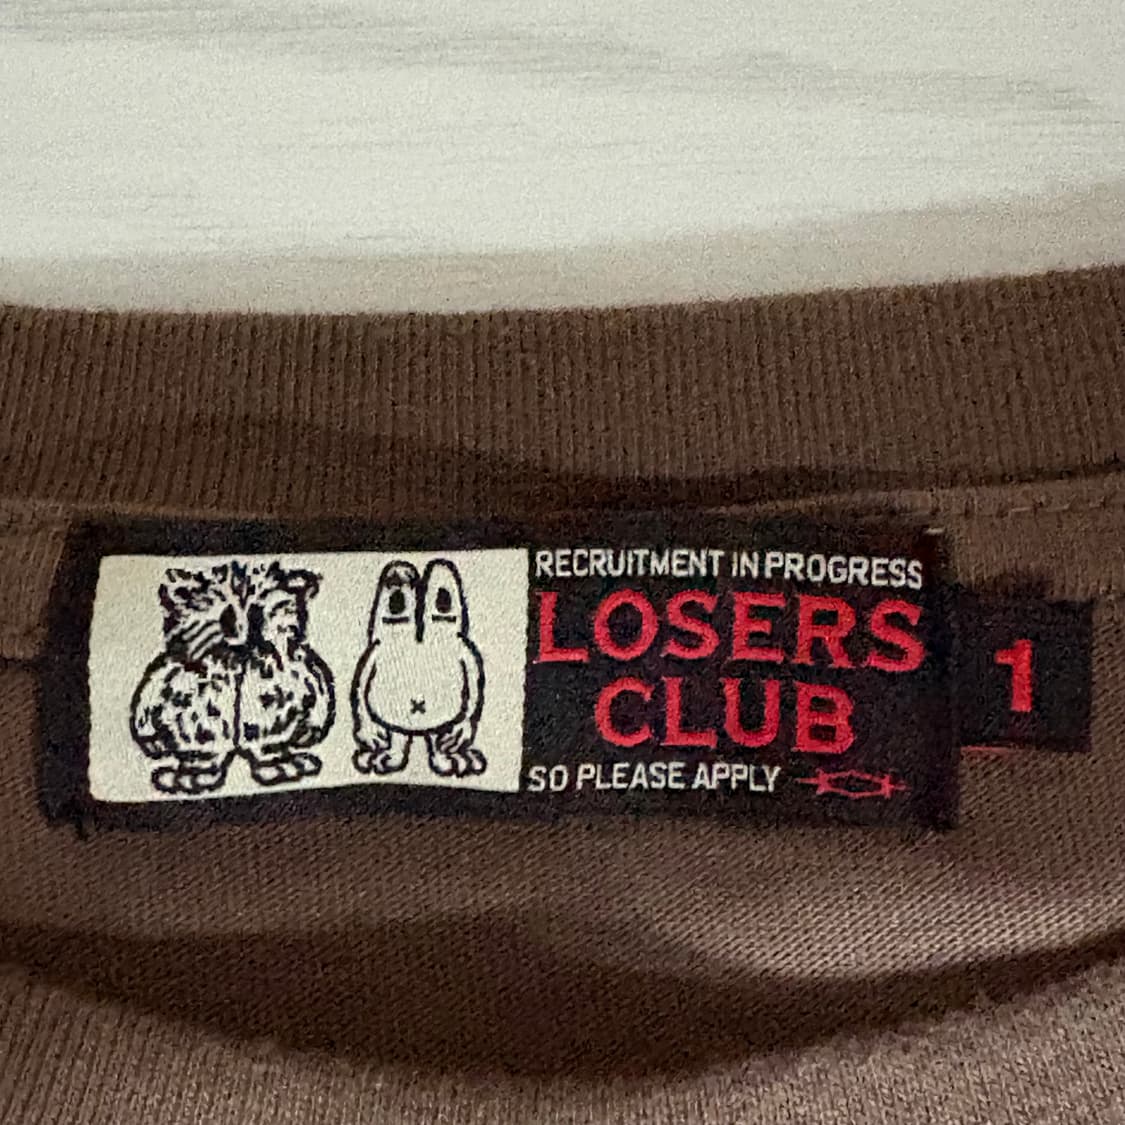 RECRUITMENT IN PROGRESS
LOSERS
CLUB
SO PLEASE APPLY
1